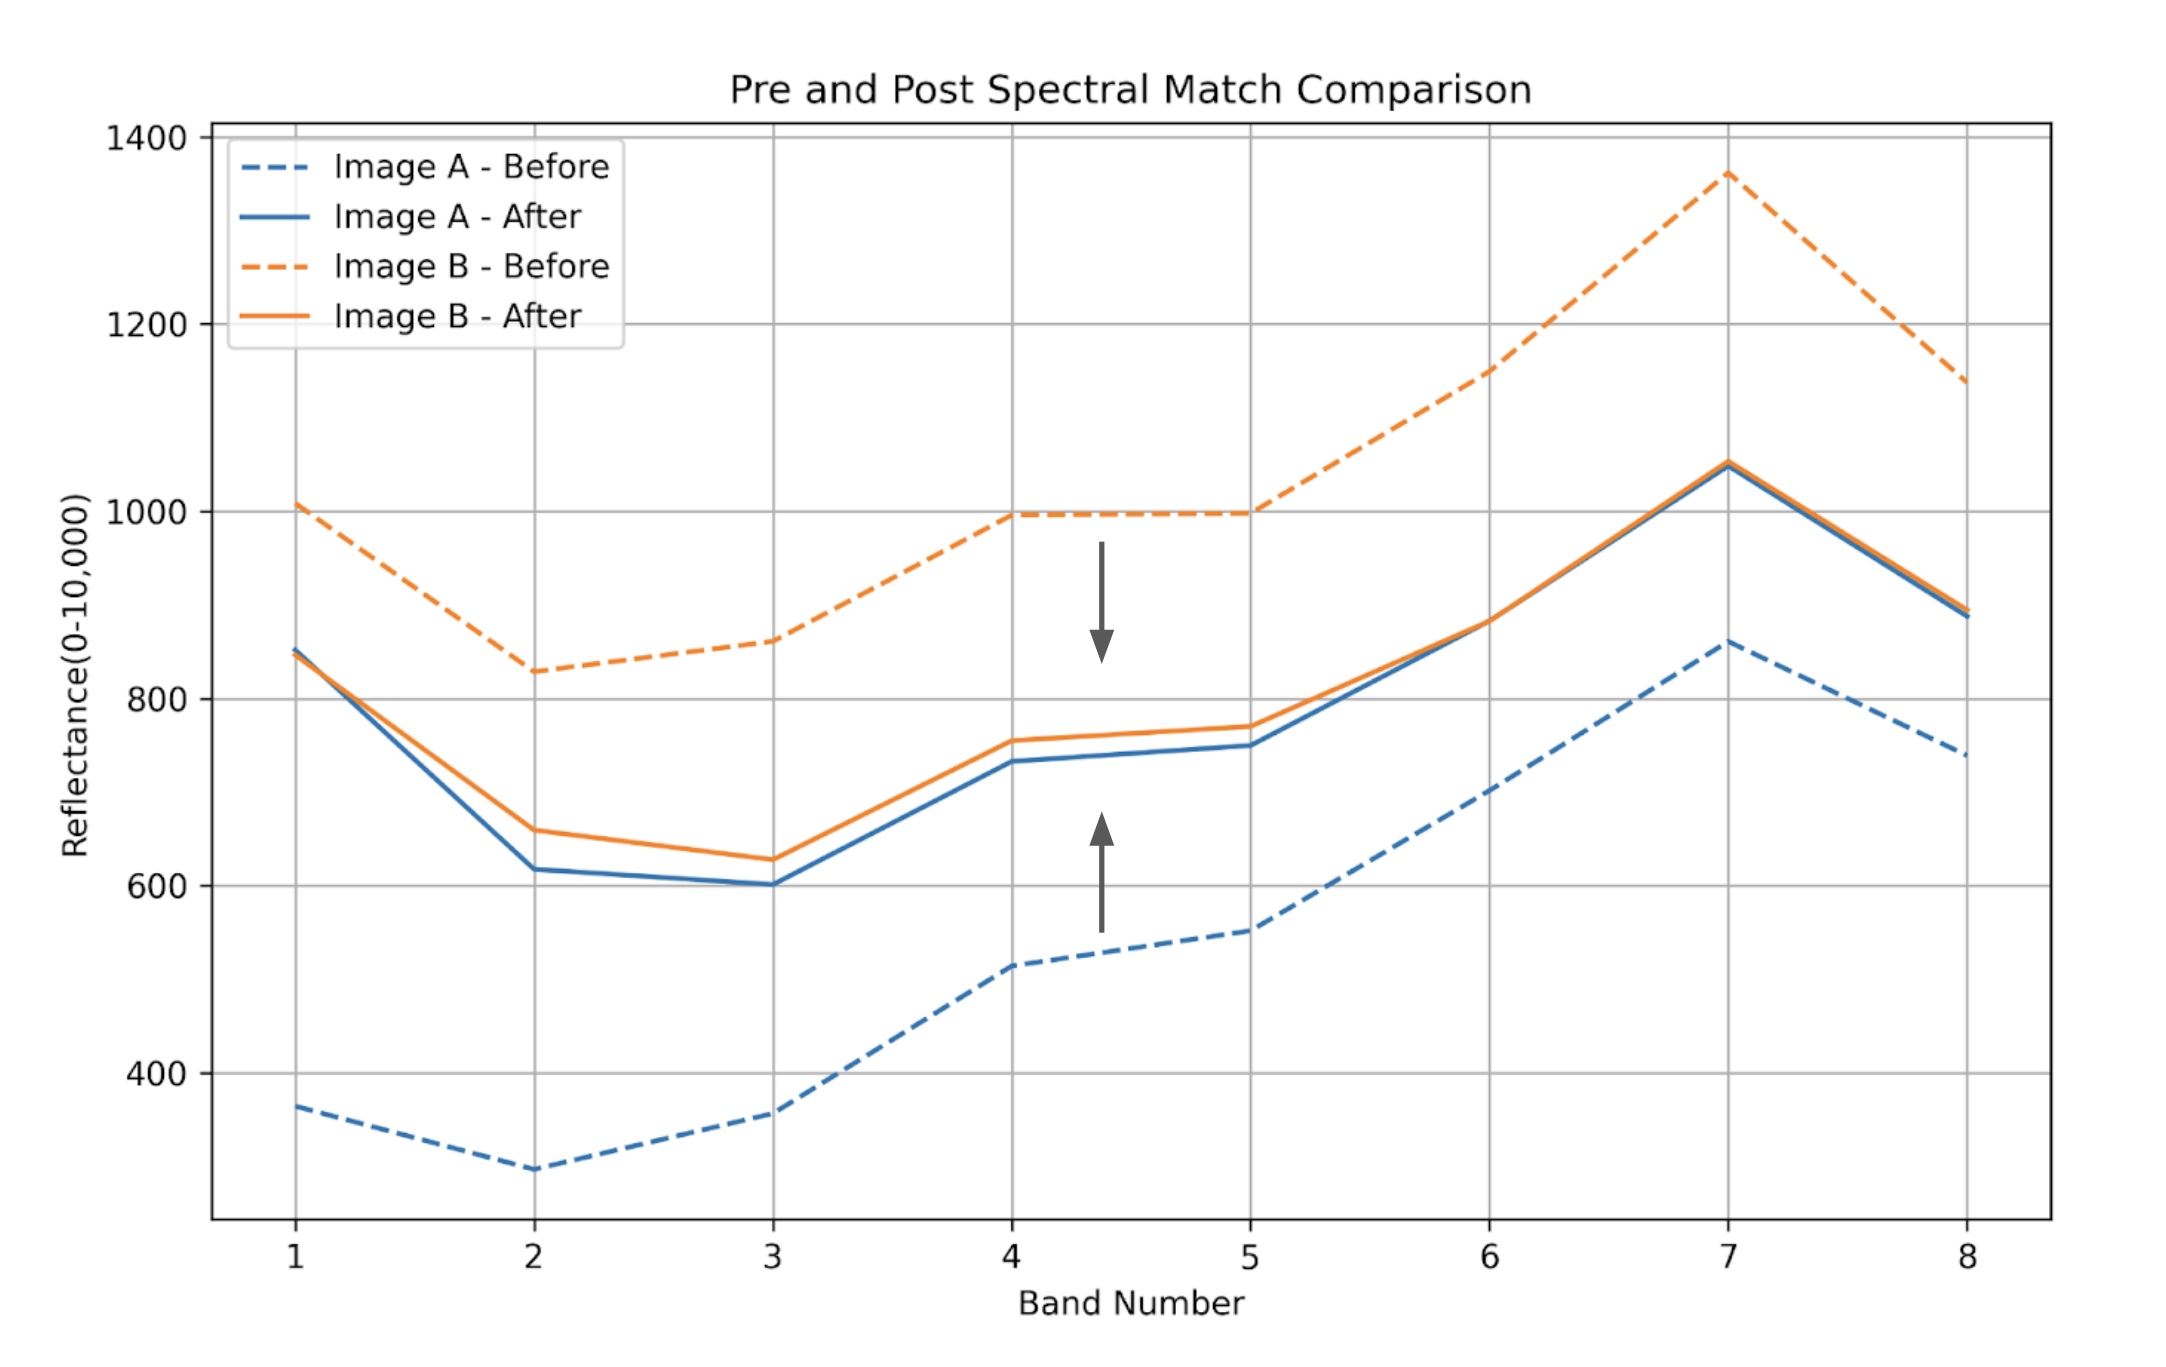 Pre and Post Spectral Match Comparison
1400
1200
1000
800
600
400
Reflectance(0-10,000)
Image A - Before
Image A - After
Image B - Before
Image B - After
1 2 3 4 5 6 7 8
Band Number